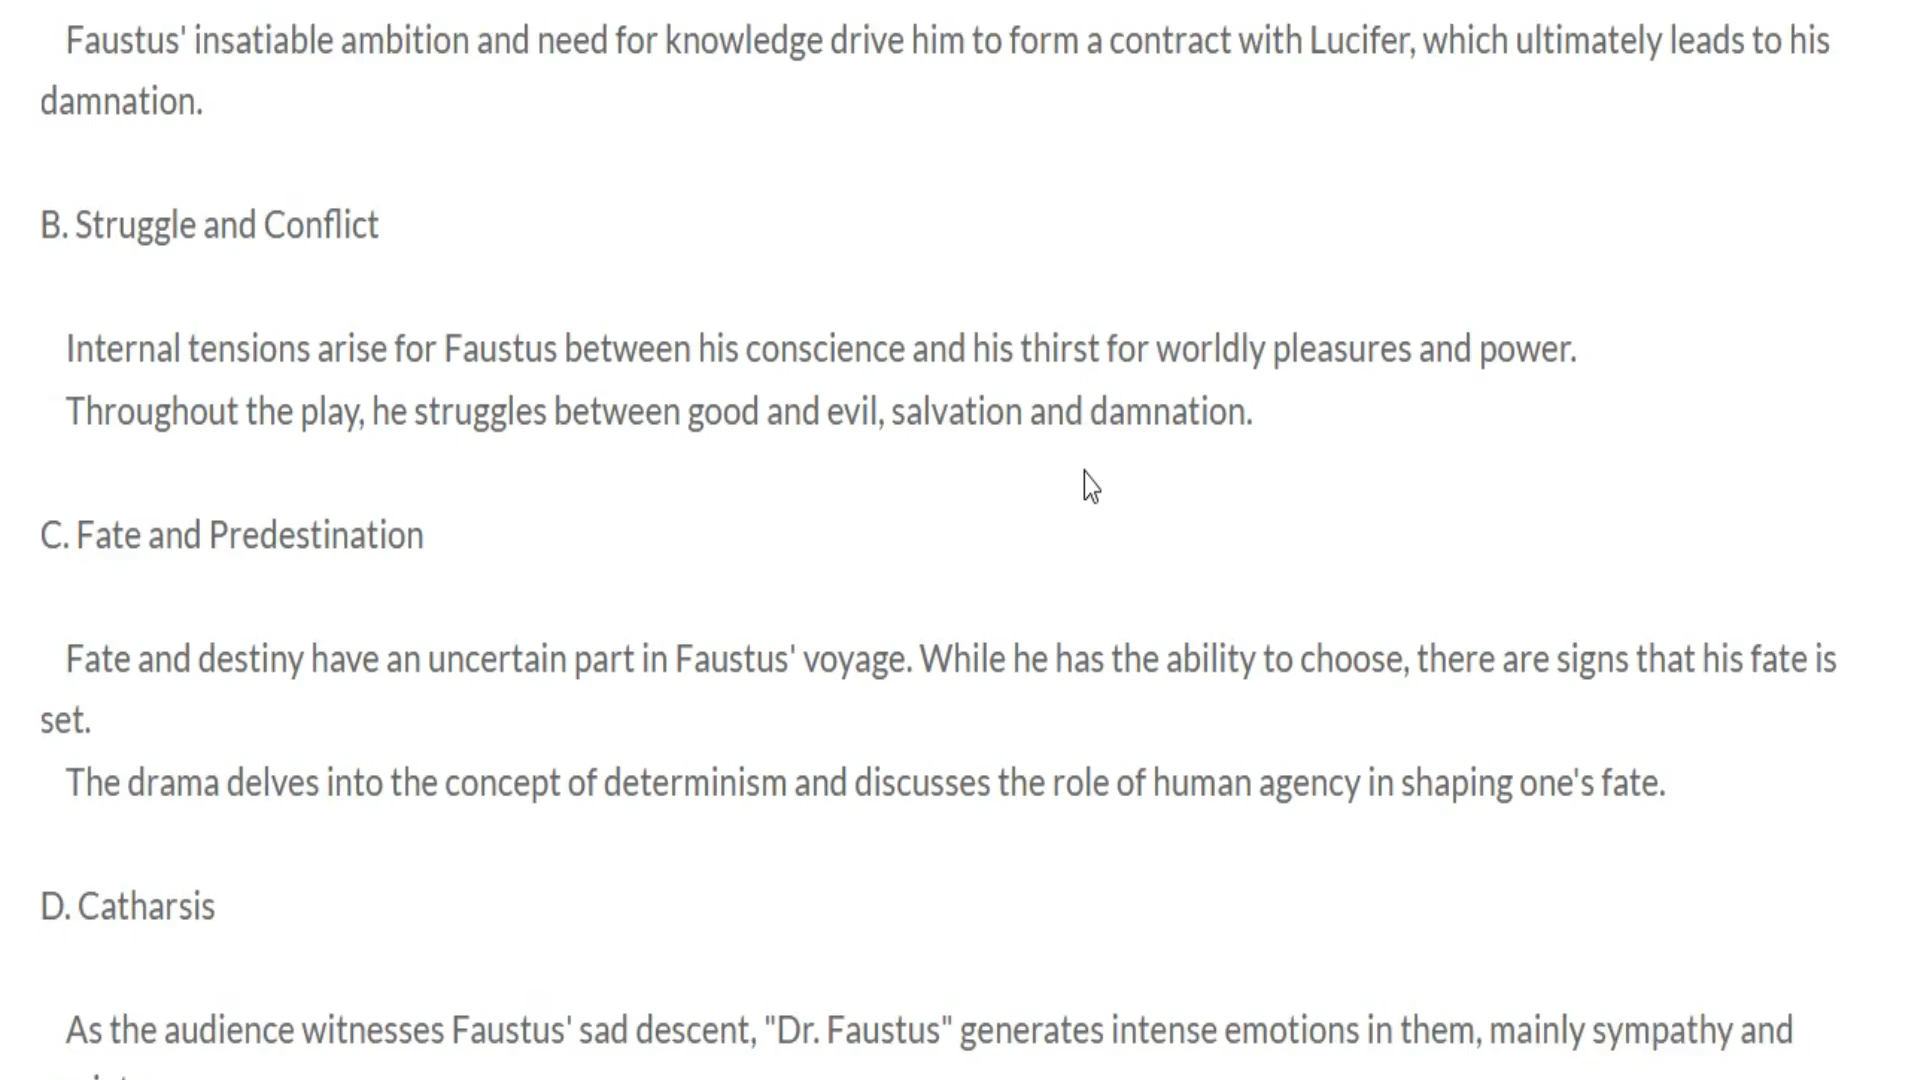 Faustus' insatiable ambition and need for knowledge drive him to form a contract with Lucifer, which ultimately leads to his
damnation.
B. Struggle and Conflict
Internal tensions arise for Faustus between his conscience and his thirst for worldly pleasures and power.
Throughout the play, he struggles between good and evil, salvation and damnation.
C. Fate and Predestination
Fate and destiny have an uncertain part in Faustus' voyage. While he has the ability to choose, there are signs that his fate is
set.
The drama delves into the concept of determinism and discusses the role of human agency in shaping one's fate.
D. Catharsis
As the audience witnesses Faustus' sad descent, "Dr. Faustus" generates intense emotions in them, mainly sympathy and